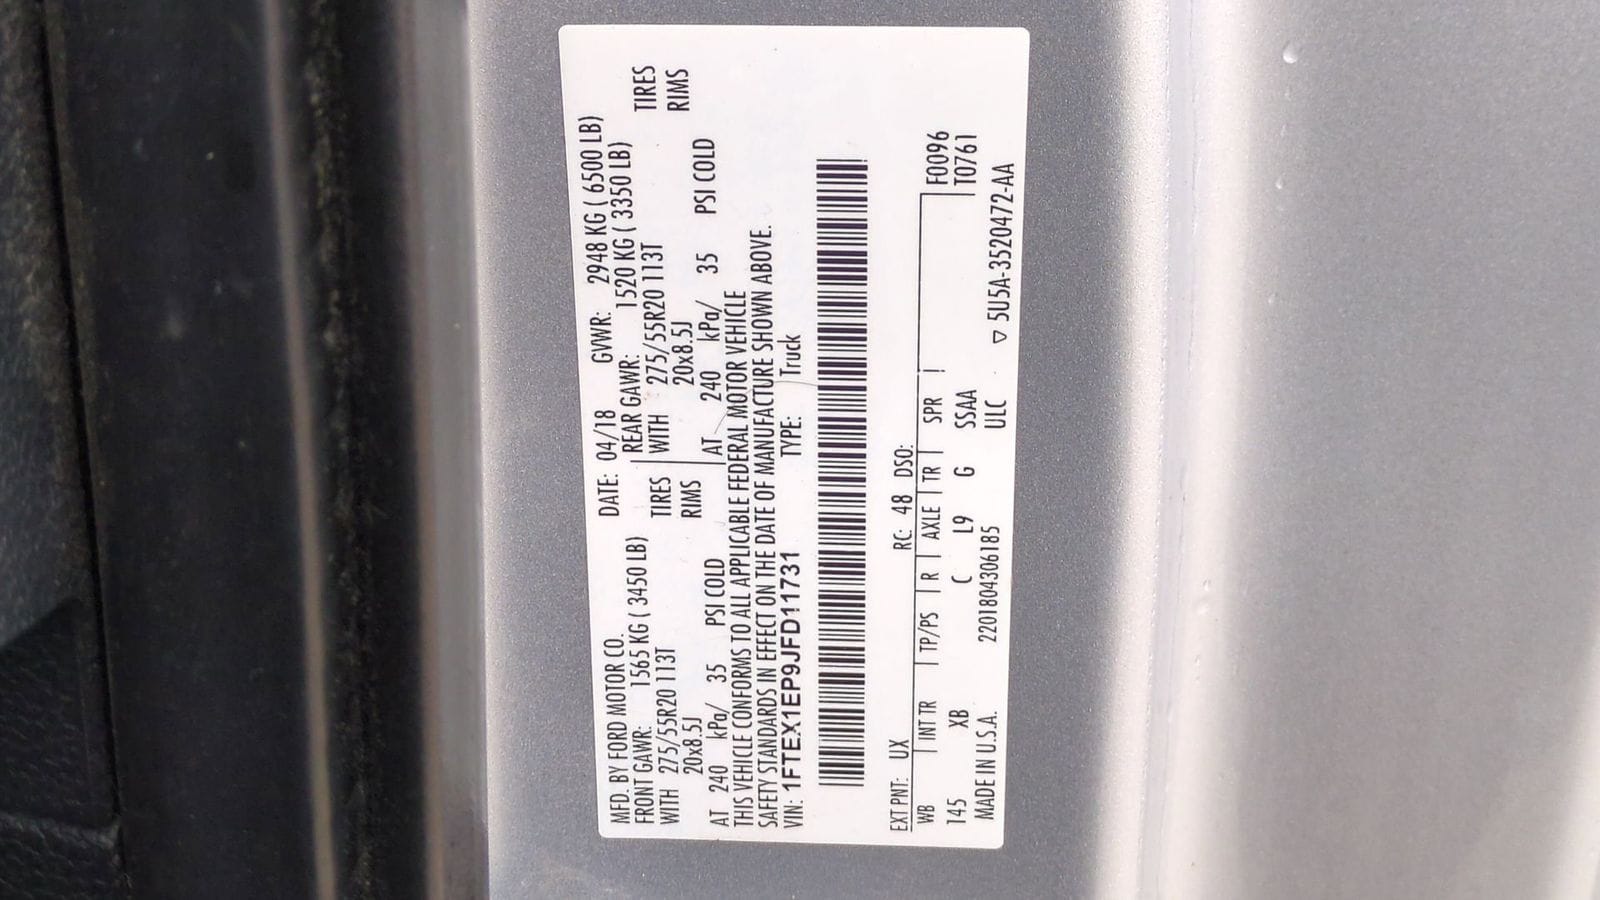 MFD. BY FORD MOTOR CO.
DATE: 04/18 GVWR: 2948 KG ( 6500 LB)
FRONT GAWR: 1565 KG ( 3450 LB)
REAR GAWR: 1520 KG ( 3350 LB)
WITH 275/55R20 113T TIRES
WITH 275/55R20 113T TIRES
20x8.5J RIMS
20x8.5J RIMS
AT 240 kPa/ 35 PSI COLD
AT 240 kPa/ 35 PSI COLD
THIS VEHICLE CONFORMS TO ALL APPLICABLE FEDERAL MOTOR VEHICLE
SAFETY STANDARDS IN EFFECT ON THE DATE OF MANUFACTURE SHOWN ABOVE.
VIN: 1FTEX1EP9JFD11731 TYPE: Truck
EXT PNT: UX RC: 48 DSO:
WB | INT TR | TP/PS | R | AXLE | TR | SPR | F0096
145 XB C L9 G SSAA T0761
MADE IN U.S.A. 2201804306185 ULC ▽ 5U5A-3520472-AA